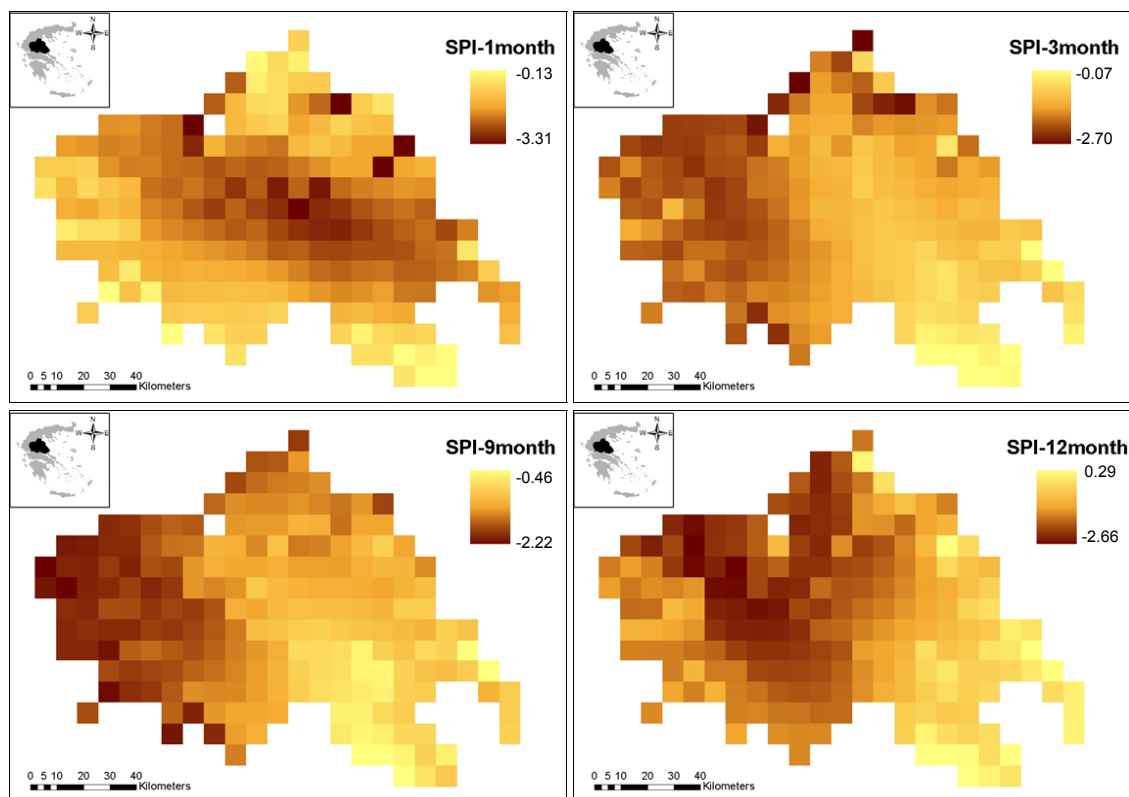 N
W E
S
SPI-1month
-0.13
-3.31
0 5 10 20 30 40
Kilometers
N
W E
S
SPI-3month
-0.07
-2.70
0 5 10 20 30 40
Kilometers
N
W E
S
SPI-9month
-0.46
-2.22
0 5 10 20 30 40
Kilometers
N
W E
S
SPI-12month
0.29
-2.66
0 5 10 20 30 40
Kilometers